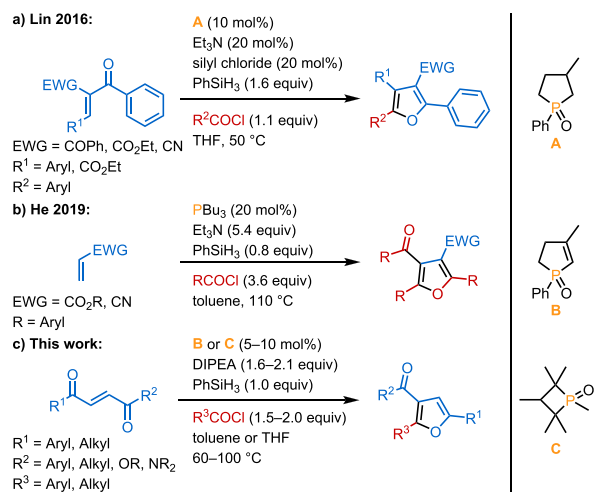 a) Lin 2016:
A (10 mol%)
Et₃N (20 mol%)
silyl chloride (20 mol%)
PhSiH₃ (1.6 equiv)
R²COCl (1.1 equiv)
THF, 50 °C
EWG O
R¹
EWG = COPh, CO₂Et, CN
R¹ = Aryl, CO₂Et
R² = Aryl
R¹ EWG
R² O
P O
Ph
A
b) He 2019:
PBu₃ (20 mol%)
Et₃N (5.4 equiv)
PhSiH₃ (0.8 equiv)
RCOCl (3.6 equiv)
toluene, 110 °C
EWG
EWG = CO₂R, CN
R = Aryl
O
R EWG
R O R
P O
Ph
B
c) This work:
B or C (5–10 mol%)
DIPEA (1.6–2.1 equiv)
PhSiH₃ (1.0 equiv)
R³COCl (1.5–2.0 equiv)
toluene or THF
60–100 °C
O
R¹ R²
O
R¹ = Aryl, Alkyl
R² = Aryl, Alkyl, OR, NR₂
R³ = Aryl, Alkyl
O
R²
R³ O R¹
P O
C